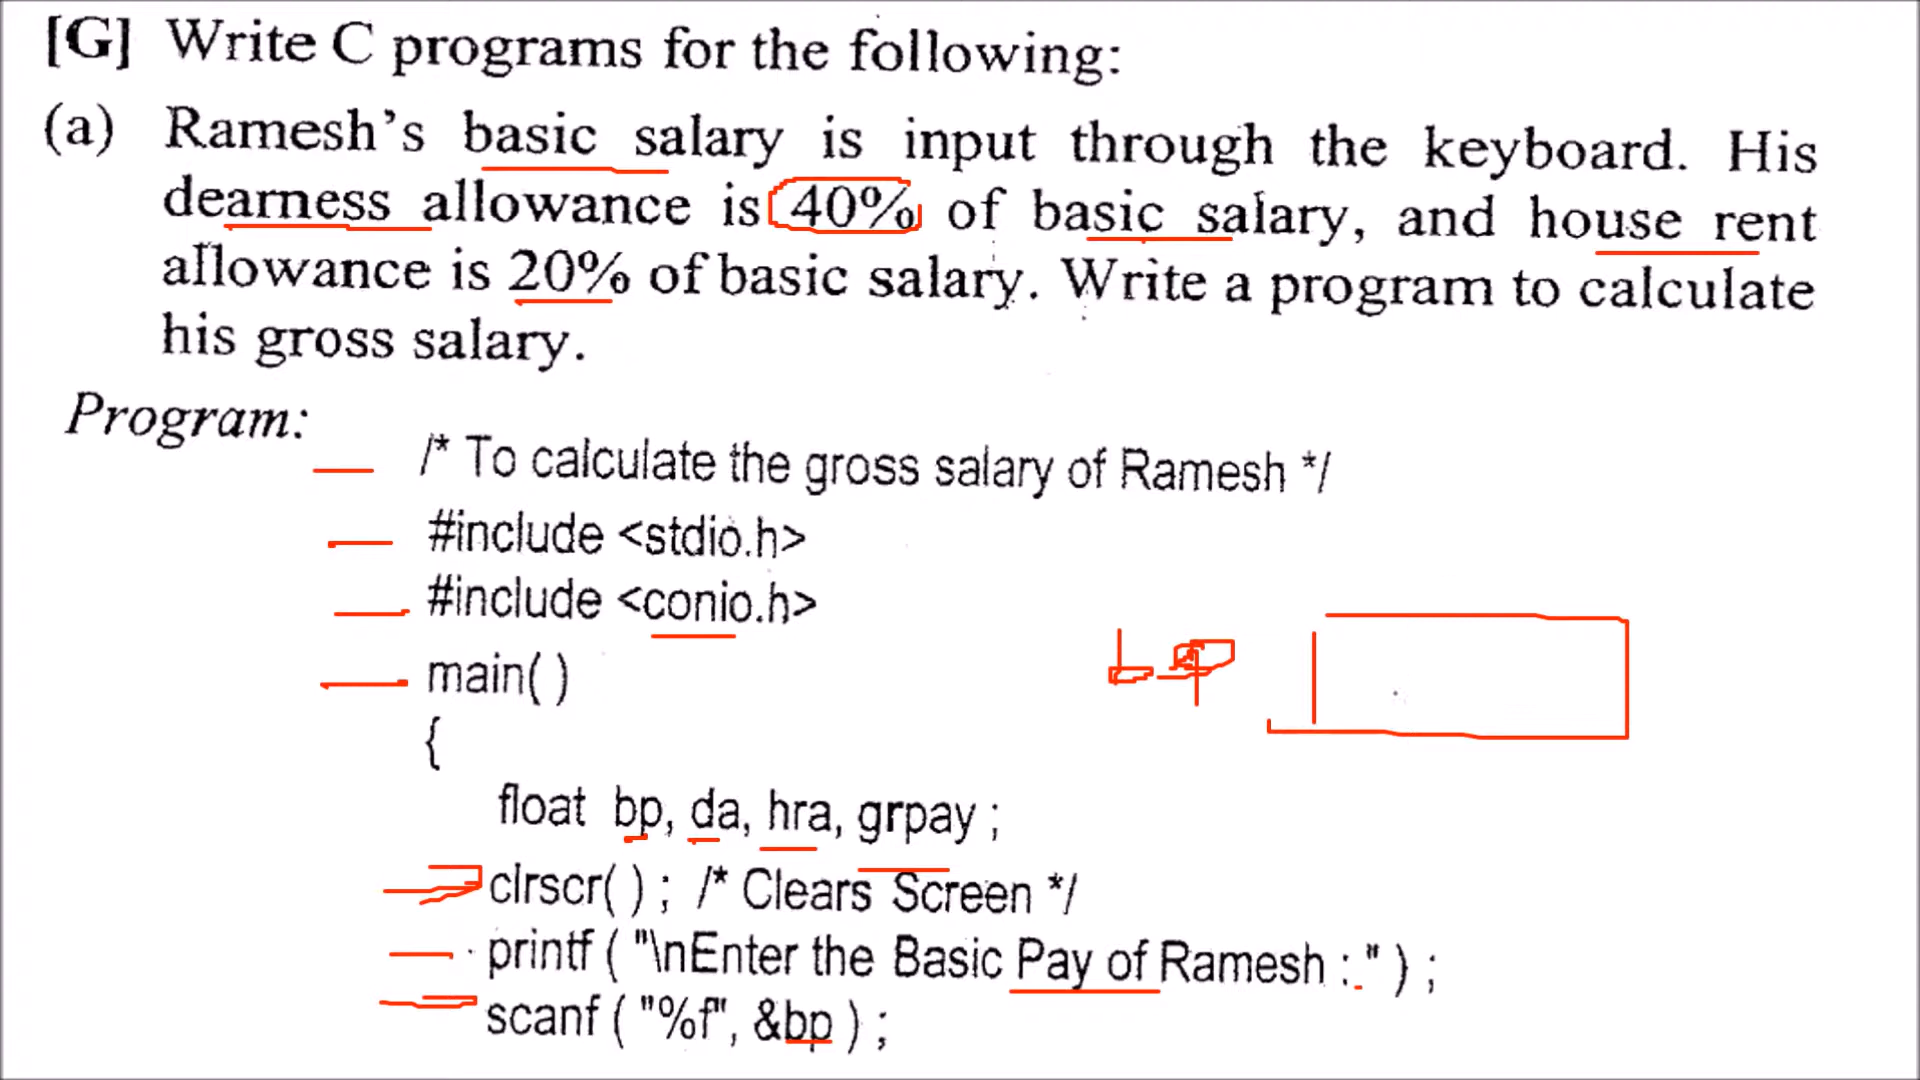 [G] Write C programs for the following:
(a) Ramesh's basic salary is input through the keyboard. His
dearness allowance is 40% of basic salary, and house rent
allowance is 20% of basic salary. Write a program to calculate
his gross salary.
Program:
/* To calculate the gross salary of Ramesh */
#include <stdio.h>
#include <conio.h>
main( )
{
float bp, da, hra, grpay ;
clrscr( ) ; /* Clears Screen */
printf ( "\nEnter the Basic Pay of Ramesh : " ) ;
scanf ( "%f", &bp ) ;